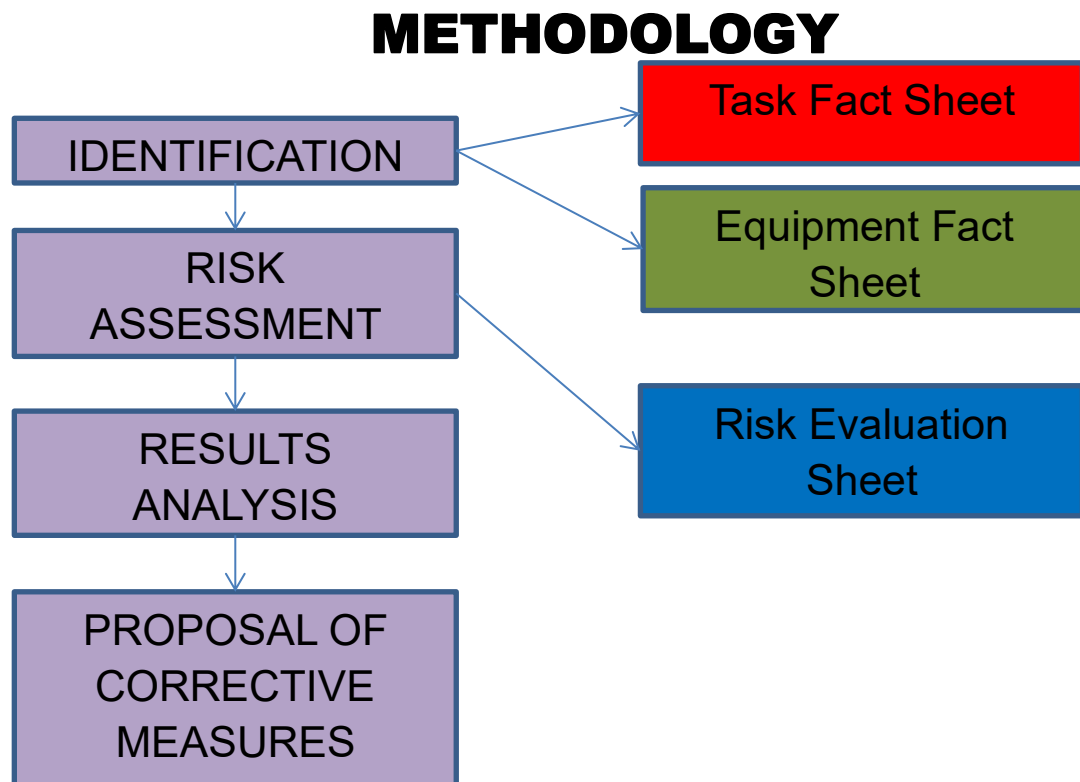 METHODOLOGY
IDENTIFICATION
Task Fact Sheet
Equipment Fact
Sheet
RISK
ASSESSMENT
Risk Evaluation
Sheet
RESULTS
ANALYSIS
PROPOSAL OF
CORRECTIVE
MEASURES